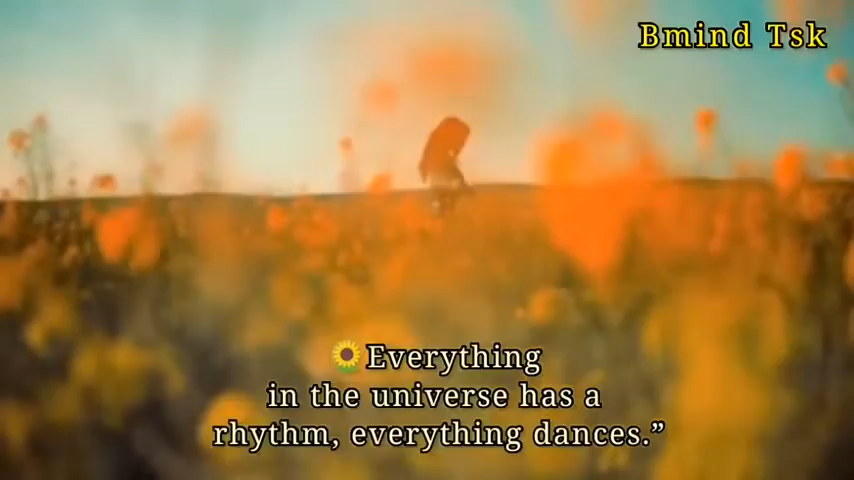 Bmind Tsk
🌻Everything
in the universe has a
rhythm, everything dances.”